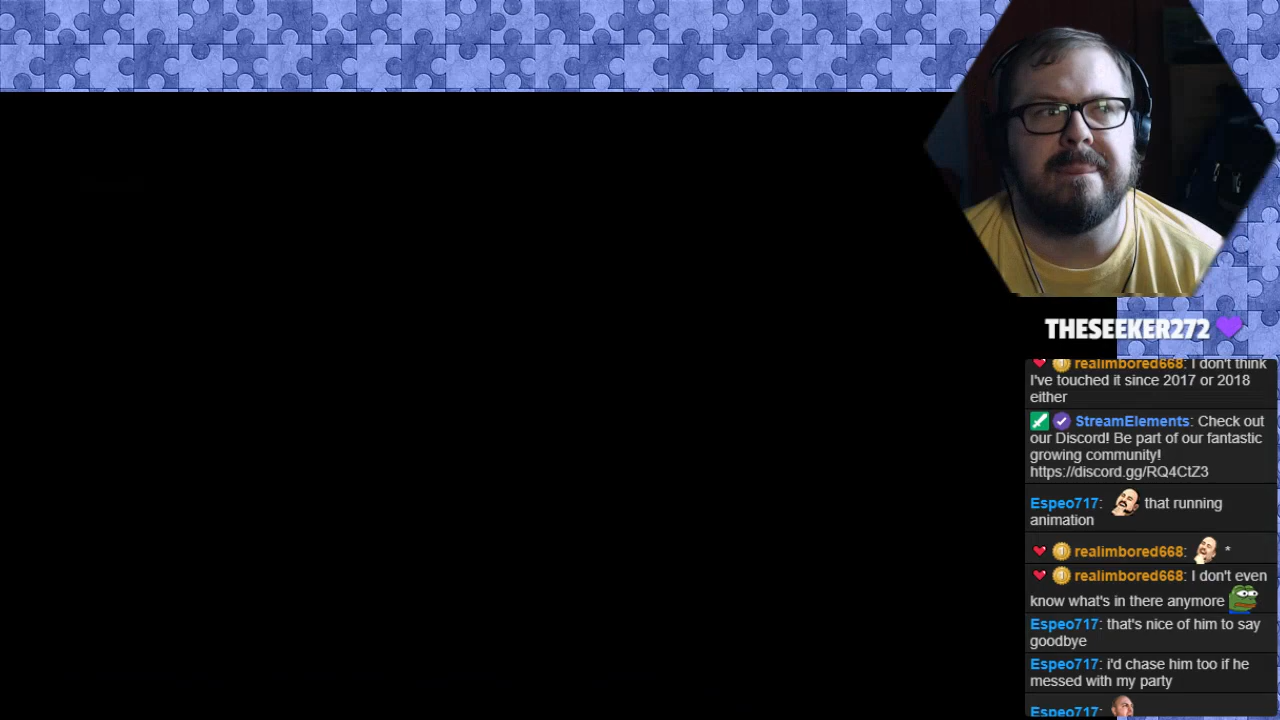 THESEEKER272
realimbored668: I don't think
I've touched it since 2017 or 2018
either
StreamElements: Check out
our Discord! Be part of our fantastic
growing community!
https://discord.gg/RQ4CtZ3
Espeo717: that running
animation
realimbored668: *
realimbored668: I don't even
know what's in there anymore
Espeo717: that's nice of him to say
goodbye
Espeo717: i'd chase him too if he
messed with my party
Espeo717: